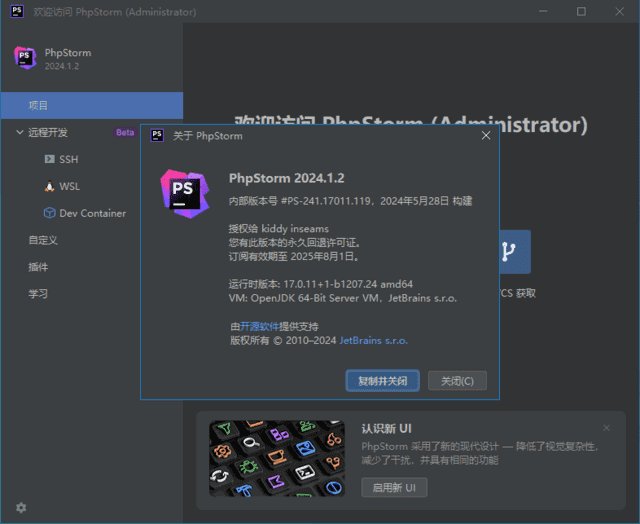 PS 欢迎访问 PhpStorm (Administrator)
PhpStorm
2024.1.2
项目
远程开发 Beta
SSH
WSL
Dev Container
自定义
插件
学习
欢迎访问 PhpStorm (Administrator)
CS 获取
PS 关于 PhpStorm
PS
PhpStorm 2024.1.2
内部版本号 #PS-241.17011.119，2024年5月28日 构建
授权给 kiddy inseams
您有此版本的永久回退许可证。
订阅有效期至 2025年8月1日。
运行时版本: 17.0.11+1-b1207.24 amd64
VM: OpenJDK 64-Bit Server VM，JetBrains s.r.o.
由开源软件提供支持
版权所有 © 2010–2024 JetBrains s.r.o.
复制并关闭 关闭(C)
认识新 UI
PhpStorm 采用了新的现代设计 — 降低了视觉复杂性，
减少了干扰，并具有相同的功能
启用新 UI